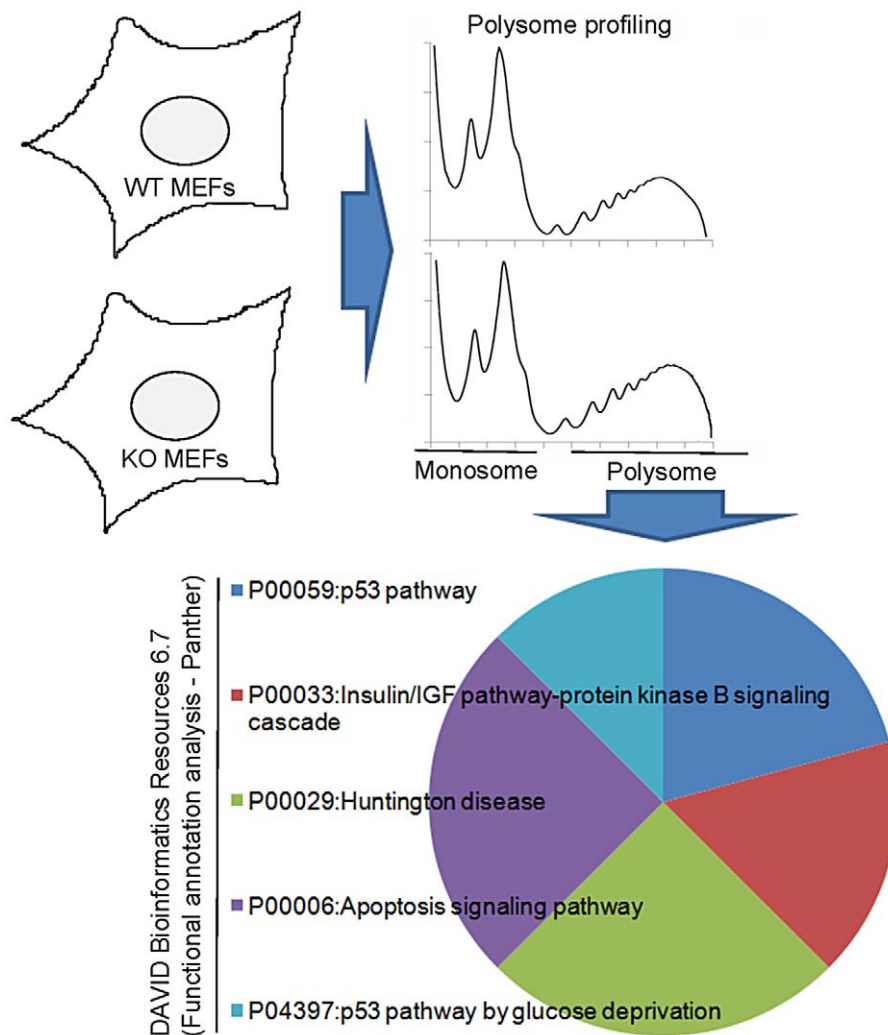 Polysome profiling
WT MEFs
KO MEFs
Monosome
Polysome
DAVID Bioinformatics Resources 6.7
(Functional annotation analysis - Panther)
P00059:p53 pathway
P00033:Insulin/IGF pathway-protein kinase B signaling
cascade
P00029:Huntington disease
P00006:Apoptosis signaling pathway
P04397:p53 pathway by glucose deprivation